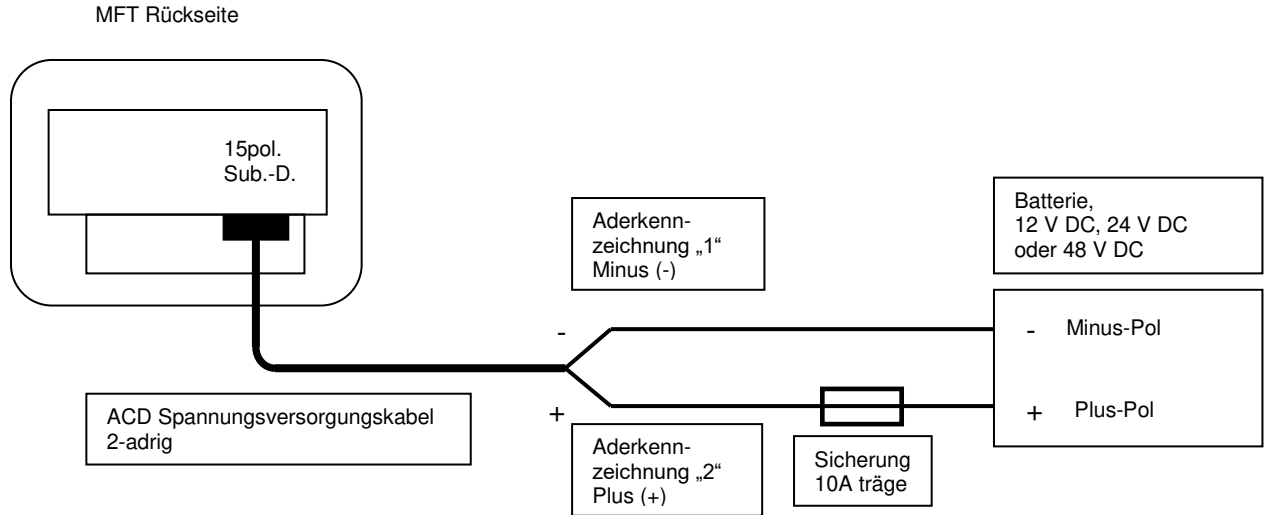 MFT Rückseite
15pol.
Sub.-D.
Aderkenn-
zeichnung „1“
Minus (-)
Batterie,
12 V DC, 24 V DC
oder 48 V DC
-
- Minus-Pol
ACD Spannungsversorgungskabel
2-adrig
+
+ Plus-Pol
Aderkenn-
zeichnung „2“
Plus (+)
Sicherung
10A träge